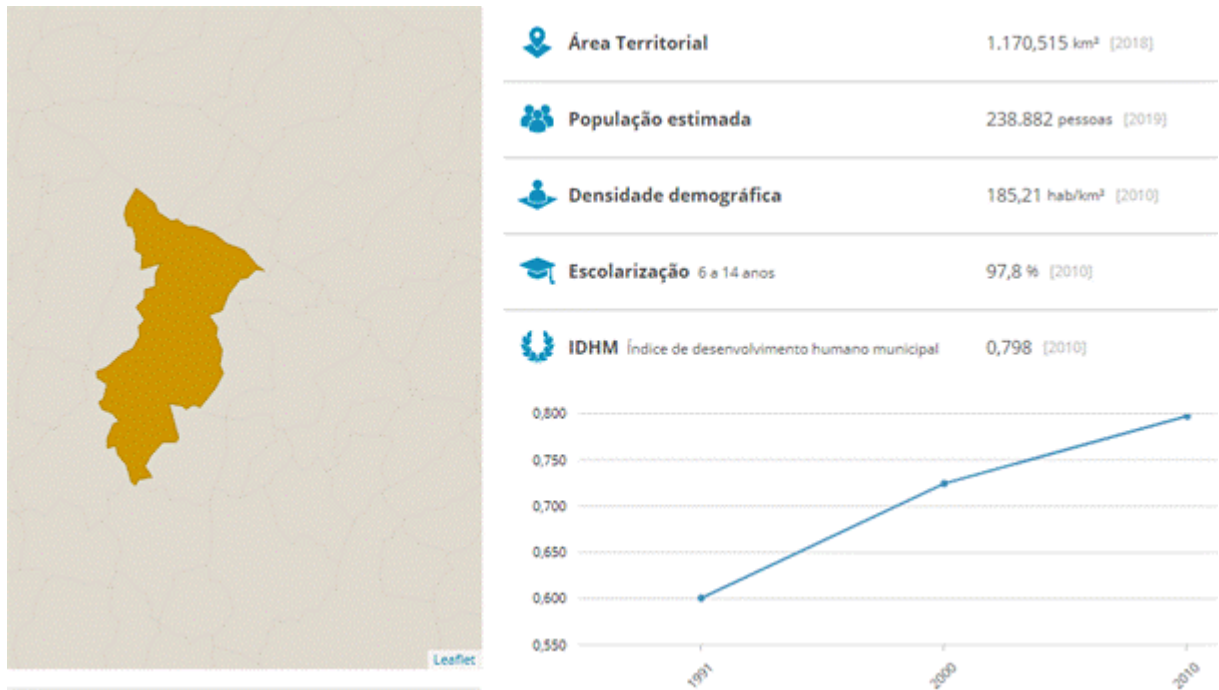 Área Territorial 1.170,515 km² [2018]
População estimada 238.882 pessoas [2019]
Densidade demográfica 185,21 hab/km² [2010]
Escolarização 6 a 14 anos 97,8 % [2010]
IDHM Índice de desenvolvimento humano municipal 0,798 [2010]
0,800
0,750
0,700
0,650
0,600
0,550
1991 2000 2010
Leaflet